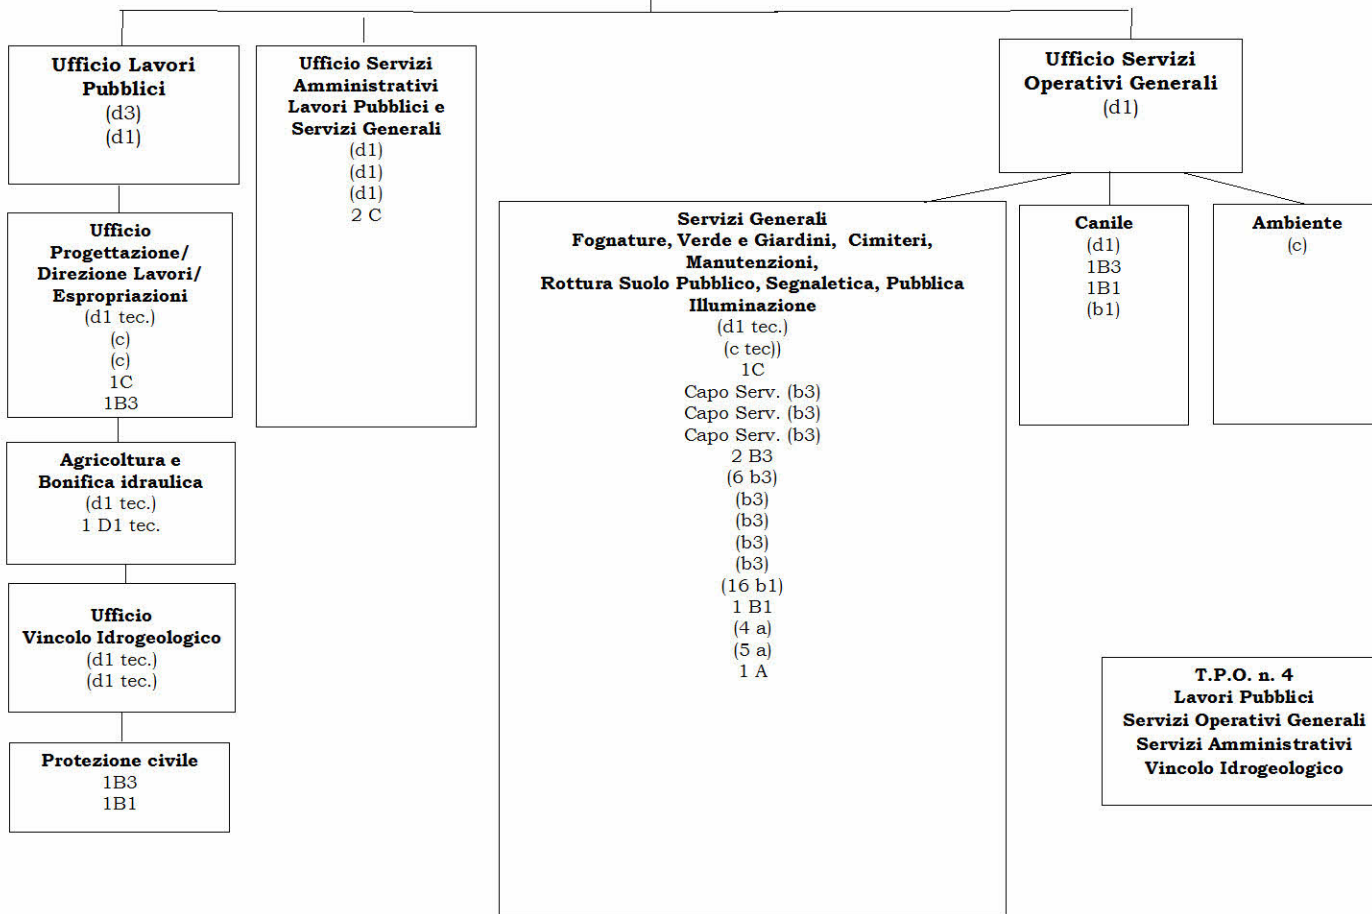 Ufficio Lavori
Pubblici
(d3)
(d1)
Ufficio Servizi
Amministrativi
Lavori Pubblici e
Servizi Generali
(d1)
(d1)
(d1)
2 C
Ufficio Servizi
Operativi Generali
(d1)
Ufficio
Progettazione/
Direzione Lavori/
Espropriazioni
(d1 tec.)
(c)
(c)
1C
1B3
Agricoltura e
Bonifica idraulica
(d1 tec.)
1 D1 tec.
Ufficio
Vincolo Idrogeologico
(d1 tec.)
(d1 tec.)
Protezione civile
1B3
1B1
Servizi Generali
Fognature, Verde e Giardini, Cimiteri,
Manutenzioni,
Rottura Suolo Pubblico, Segnaletica, Pubblica
Illuminazione
(d1 tec.)
(c tec))
1C
Capo Serv. (b3)
Capo Serv. (b3)
Capo Serv. (b3)
2 B3
(6 b3)
(b3)
(b3)
(b3)
(b3)
(16 b1)
1 B1
(4 a)
(5 a)
1 A
Canile
(d1)
1B3
1B1
(b1)
Ambiente
(c)
T.P.O. n. 4
Lavori Pubblici
Servizi Operativi Generali
Servizi Amministrativi
Vincolo Idrogeologico